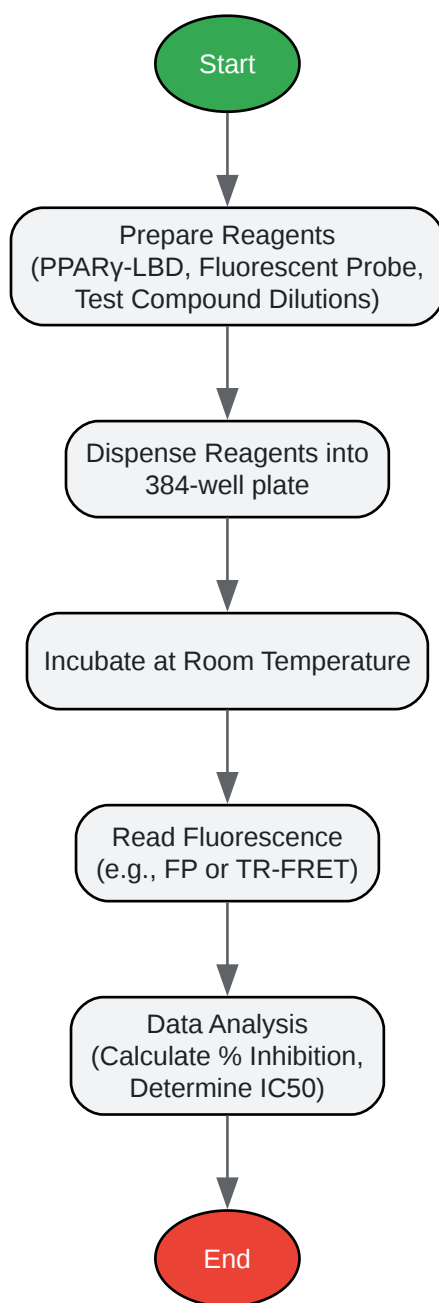 Start
Prepare Reagents
(PPARγ-LBD, Fluorescent Probe,
Test Compound Dilutions)
Dispense Reagents into
384-well plate
Incubate at Room Temperature
Read Fluorescence
(e.g., FP or TR-FRET)
Data Analysis
(Calculate % Inhibition,
Determine IC50)
End